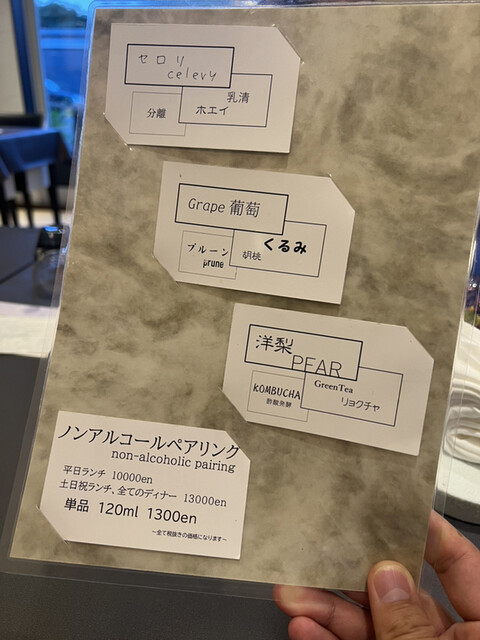 セロリ
celevy
乳清
ホエイ
分離
Grape 葡萄
くるみ
胡桃
プルーン
prune
洋梨
PEAR
GreenTea
リョクチャ
KOMBUCHA
酢酸発酵
ノンアルコールペアリング
non-alcoholic pairing
平日ランチ 10000en
土日祝ランチ、全てのディナー 13000en
単品 120ml 1300en
~全て税抜きの価格になります~